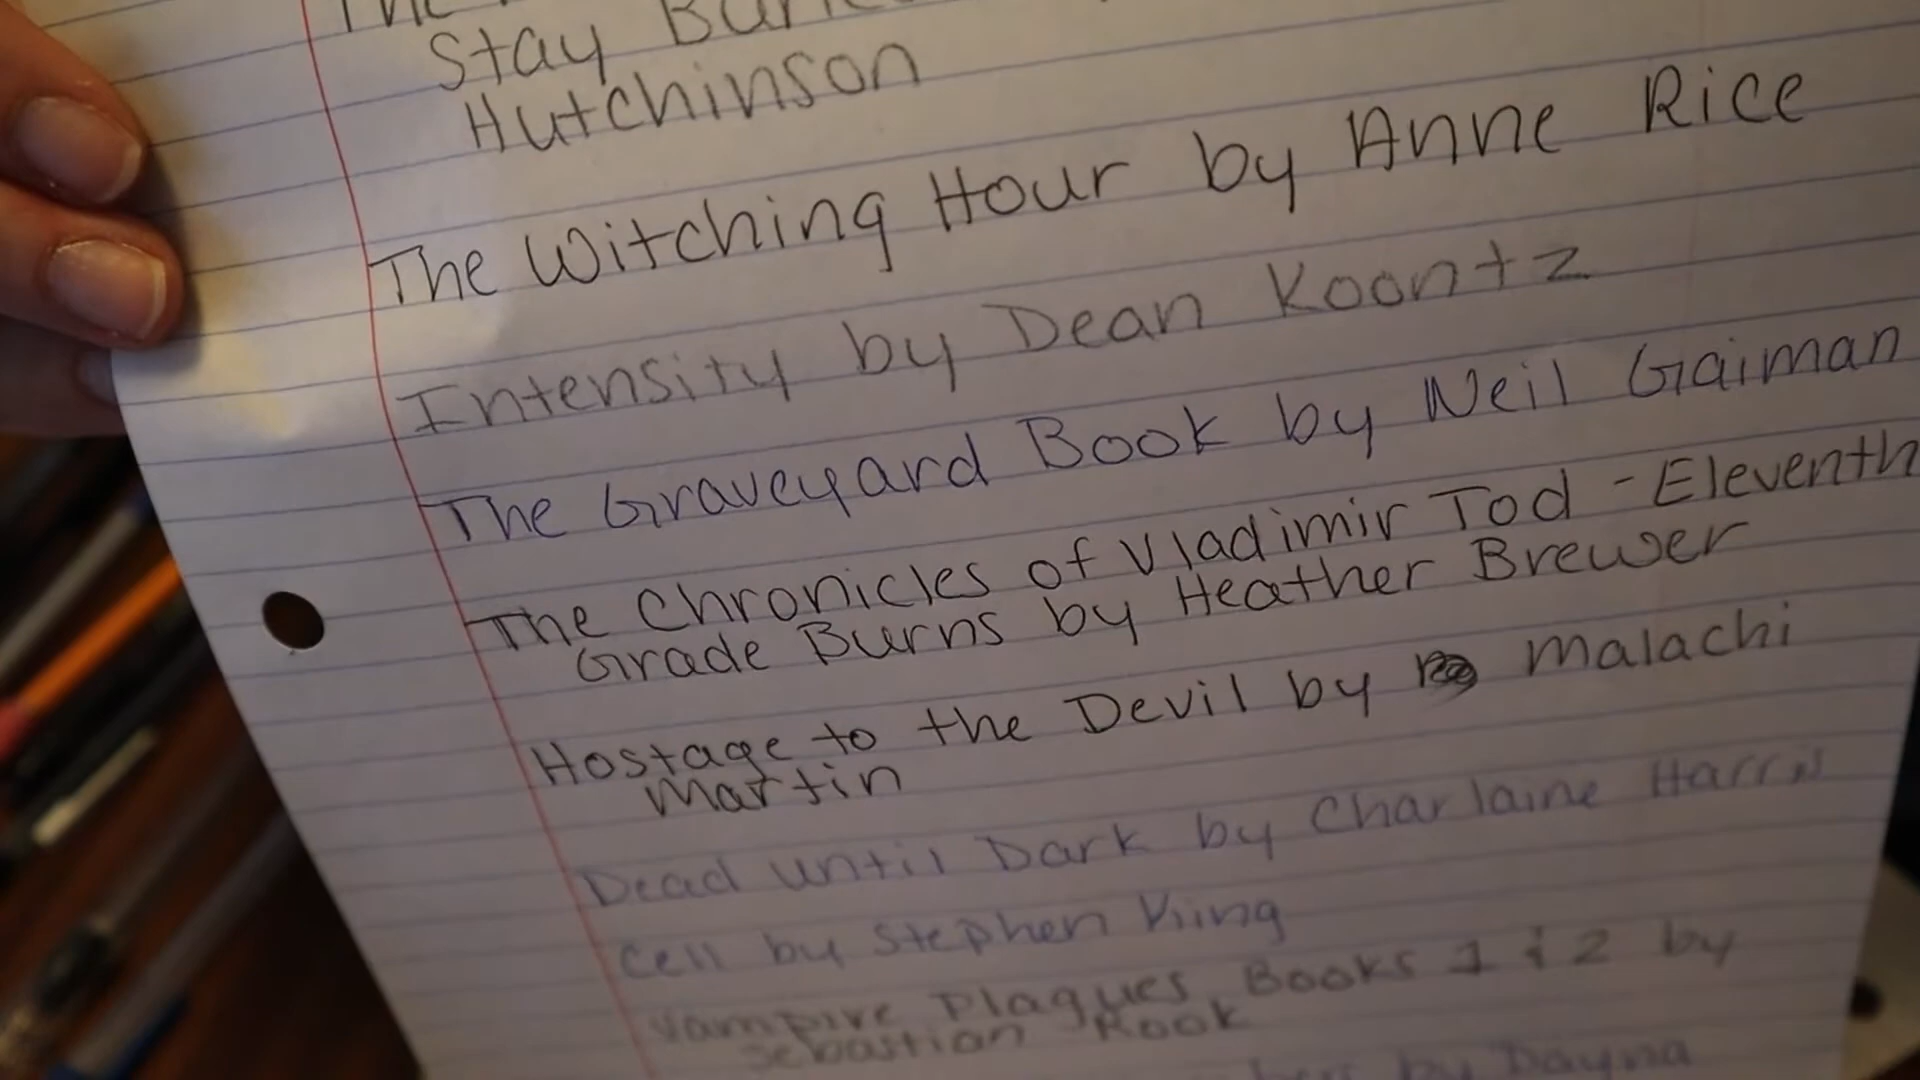 Stay
Hutchinson
The Witching Hour by Anne Rice
Intensity by Dean Koontz
The Graveyard Book by Neil Gaiman
The Chronicles of Vladimir Tod - Eleventh
Grade Burns by Heather Brewer
Hostage to the Devil by Malachi
Martin
Dead Until Dark by Charlaine Harris
Cell by Stephen King
Vampire Plagues Books 1 & 2 by
Sebastian Rook
by Dayna